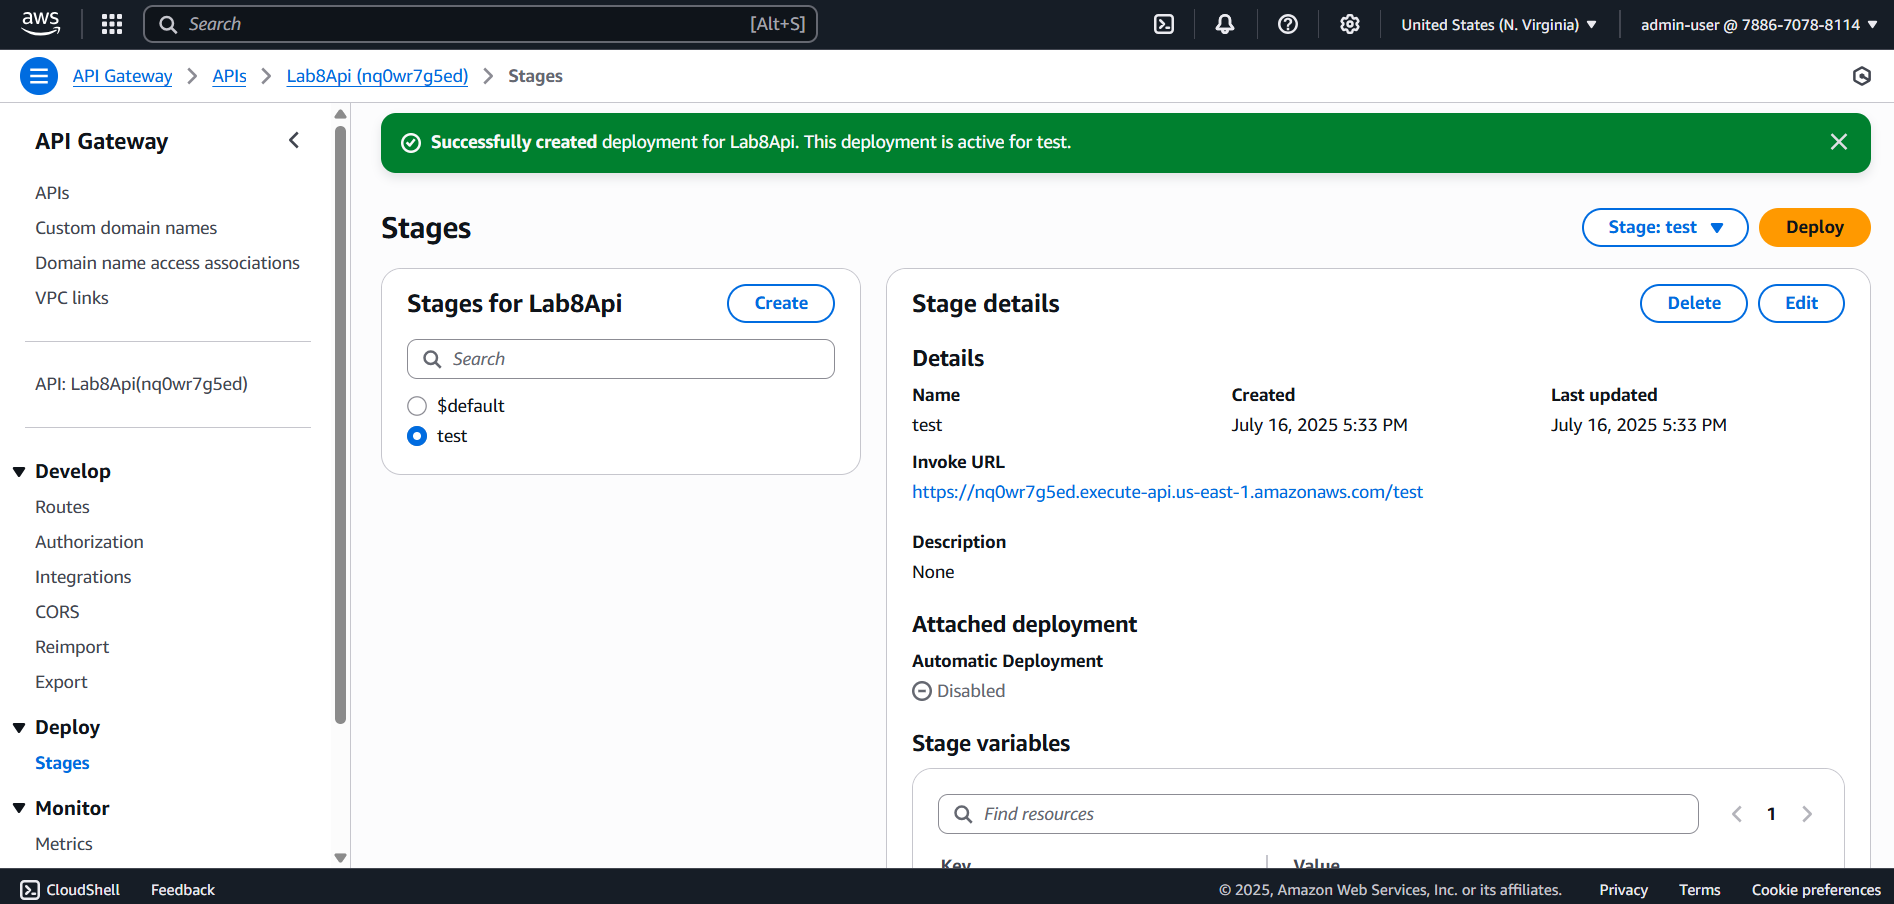 aws
Search [Alt+S]
United States (N. Virginia)
admin-user @ 7886-7078-8114
API Gateway
APIs
Lab8Api (nq0wr7g5ed)
Stages
API Gateway
APIs
Custom domain names
Domain name access associations
VPC links
API: Lab8Api(nq0wr7g5ed)
Develop
Routes
Authorization
Integrations
CORS
Reimport
Export
Deploy
Stages
Monitor
Metrics
Successfully created deployment for Lab8Api. This deployment is active for test.
Stages
Stage: test
Deploy
Stages for Lab8Api
Create
Search
$default
test
Stage details
Delete
Edit
Details
Name
test
Created
July 16, 2025 5:33 PM
Last updated
July 16, 2025 5:33 PM
Invoke URL
https://nq0wr7g5ed.execute-api.us-east-1.amazonaws.com/test
Description
None
Attached deployment
Automatic Deployment
Disabled
Stage variables
Find resources
1
Key
Value
CloudShell
Feedback
© 2025, Amazon Web Services, Inc. or its affiliates.
Privacy
Terms
Cookie preferences